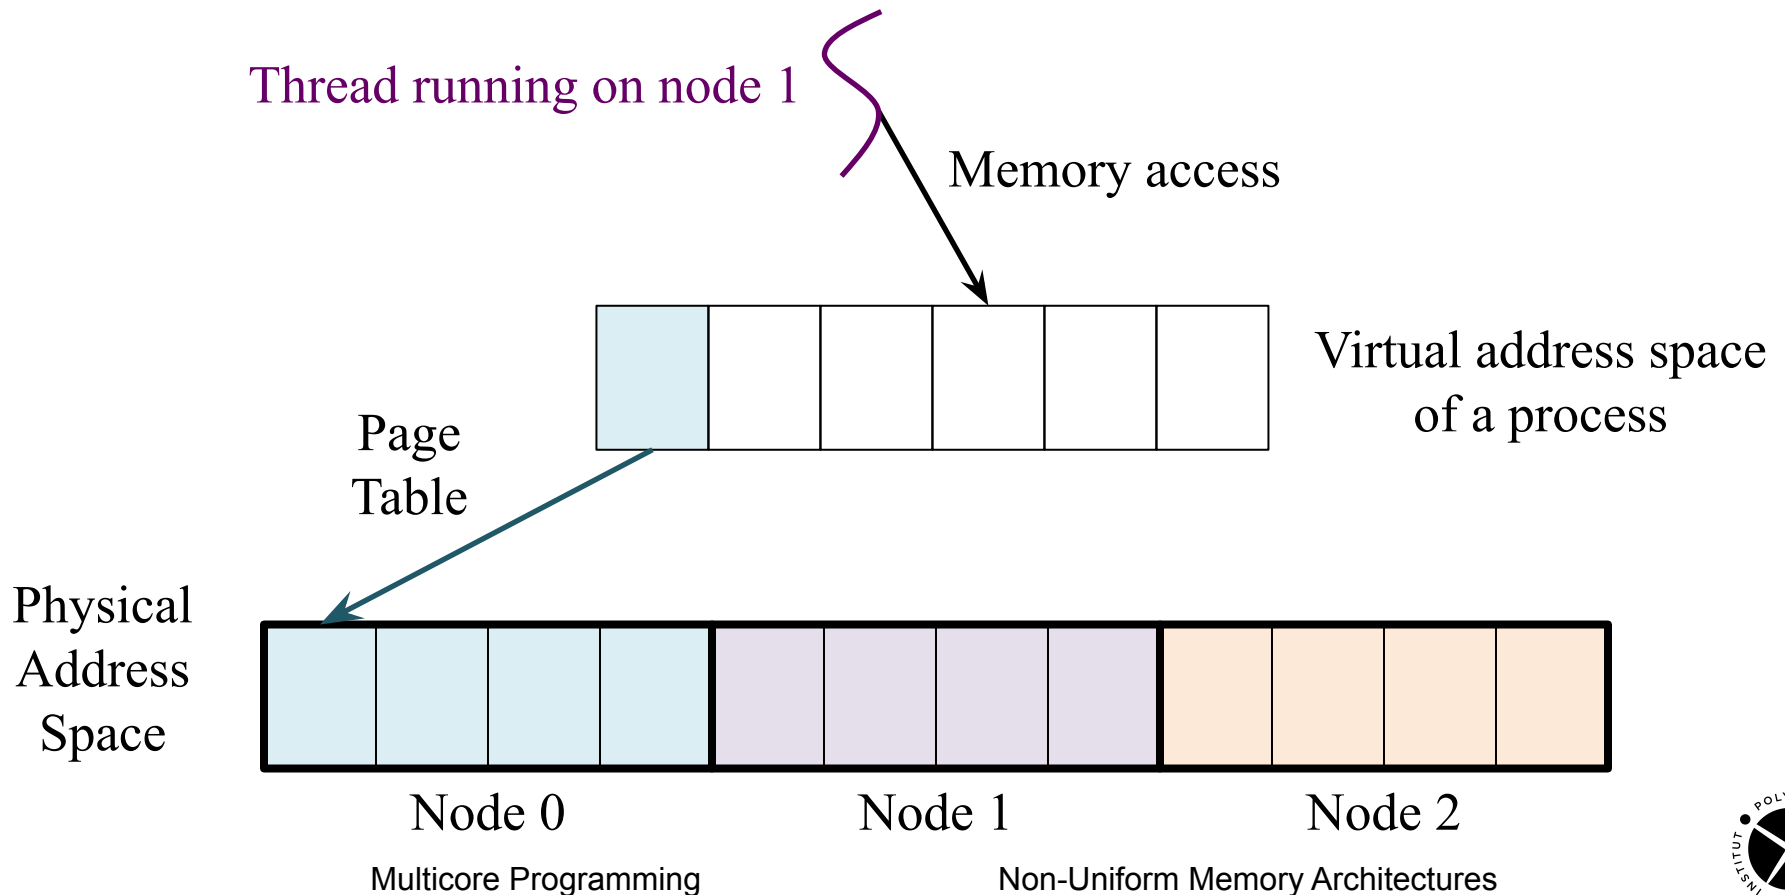 Thread running on node 1
Memory access
Virtual address space
of a process
Page
Table
Physical
Address
Space
Node 0
Node 1
Node 2
Multicore Programming
Non-Uniform Memory Architectures
INSTITUT